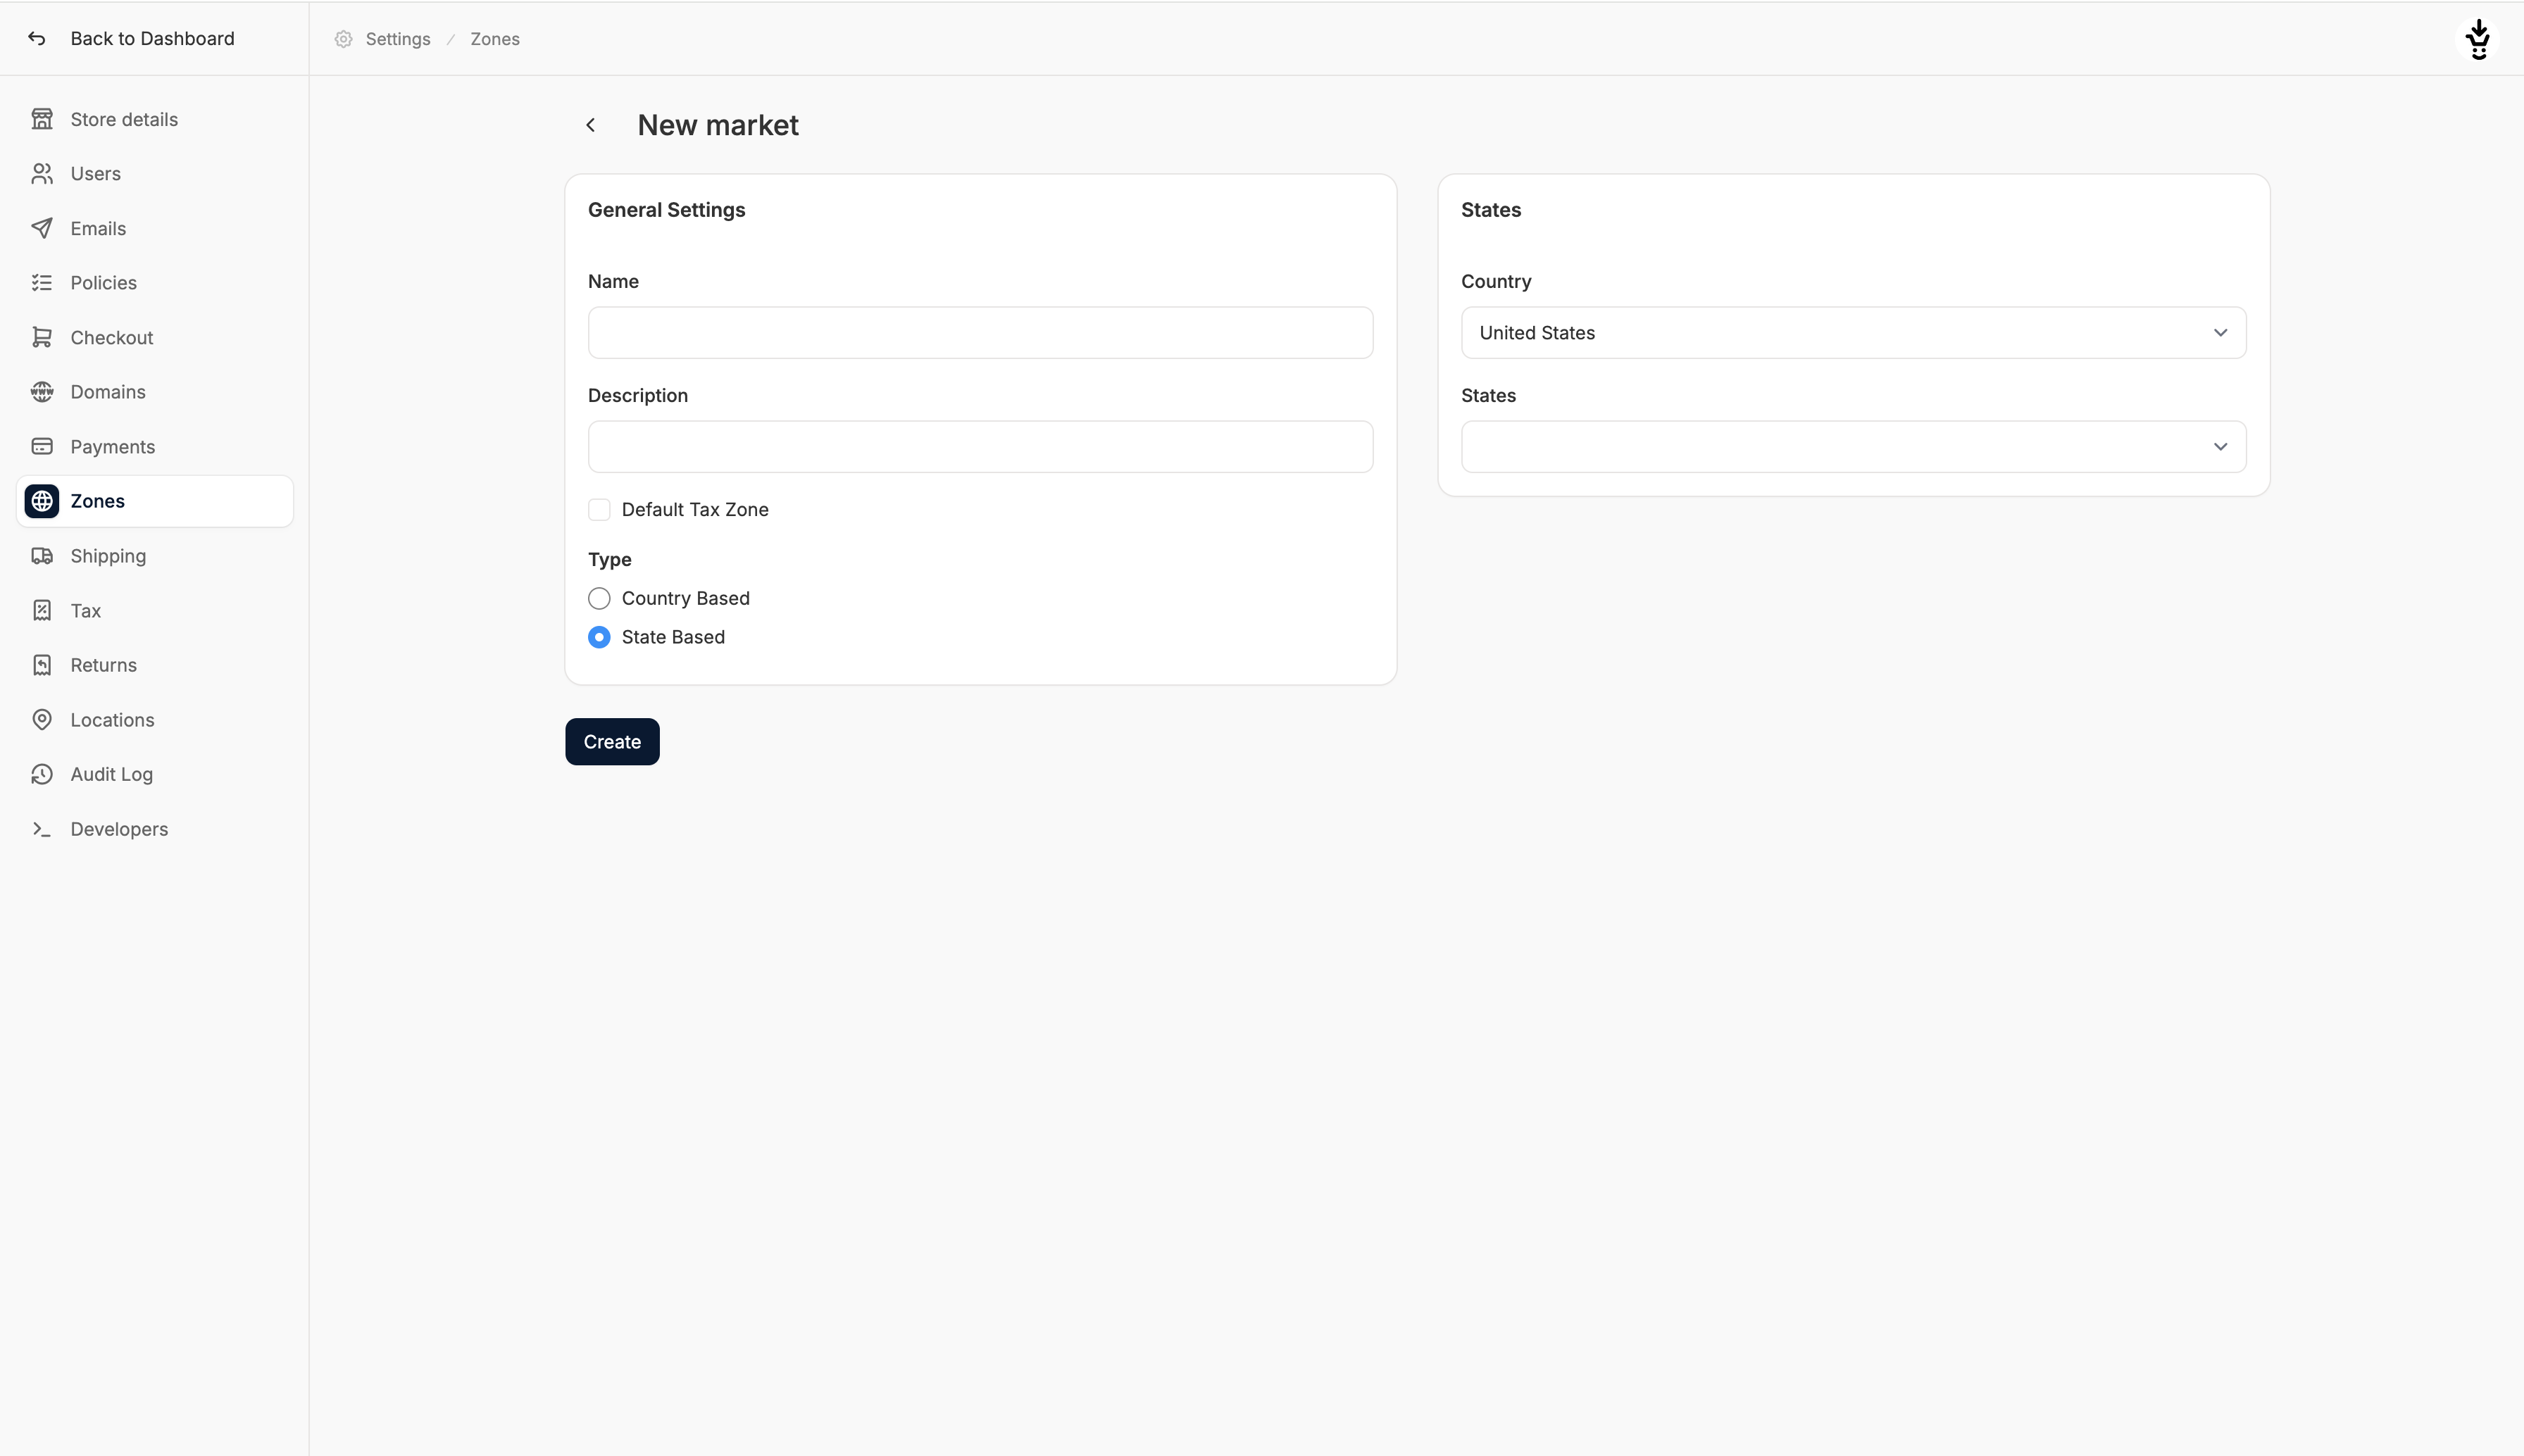 Back to Dashboard
Settings / Zones
Store details
Users
Emails
Policies
Checkout
Domains
Payments
Zones
Shipping
Tax
Returns
Locations
Audit Log
Developers
New market
General Settings
Name
Description
Default Tax Zone
Type
Country Based
State Based
Create
States
Country
United States
States